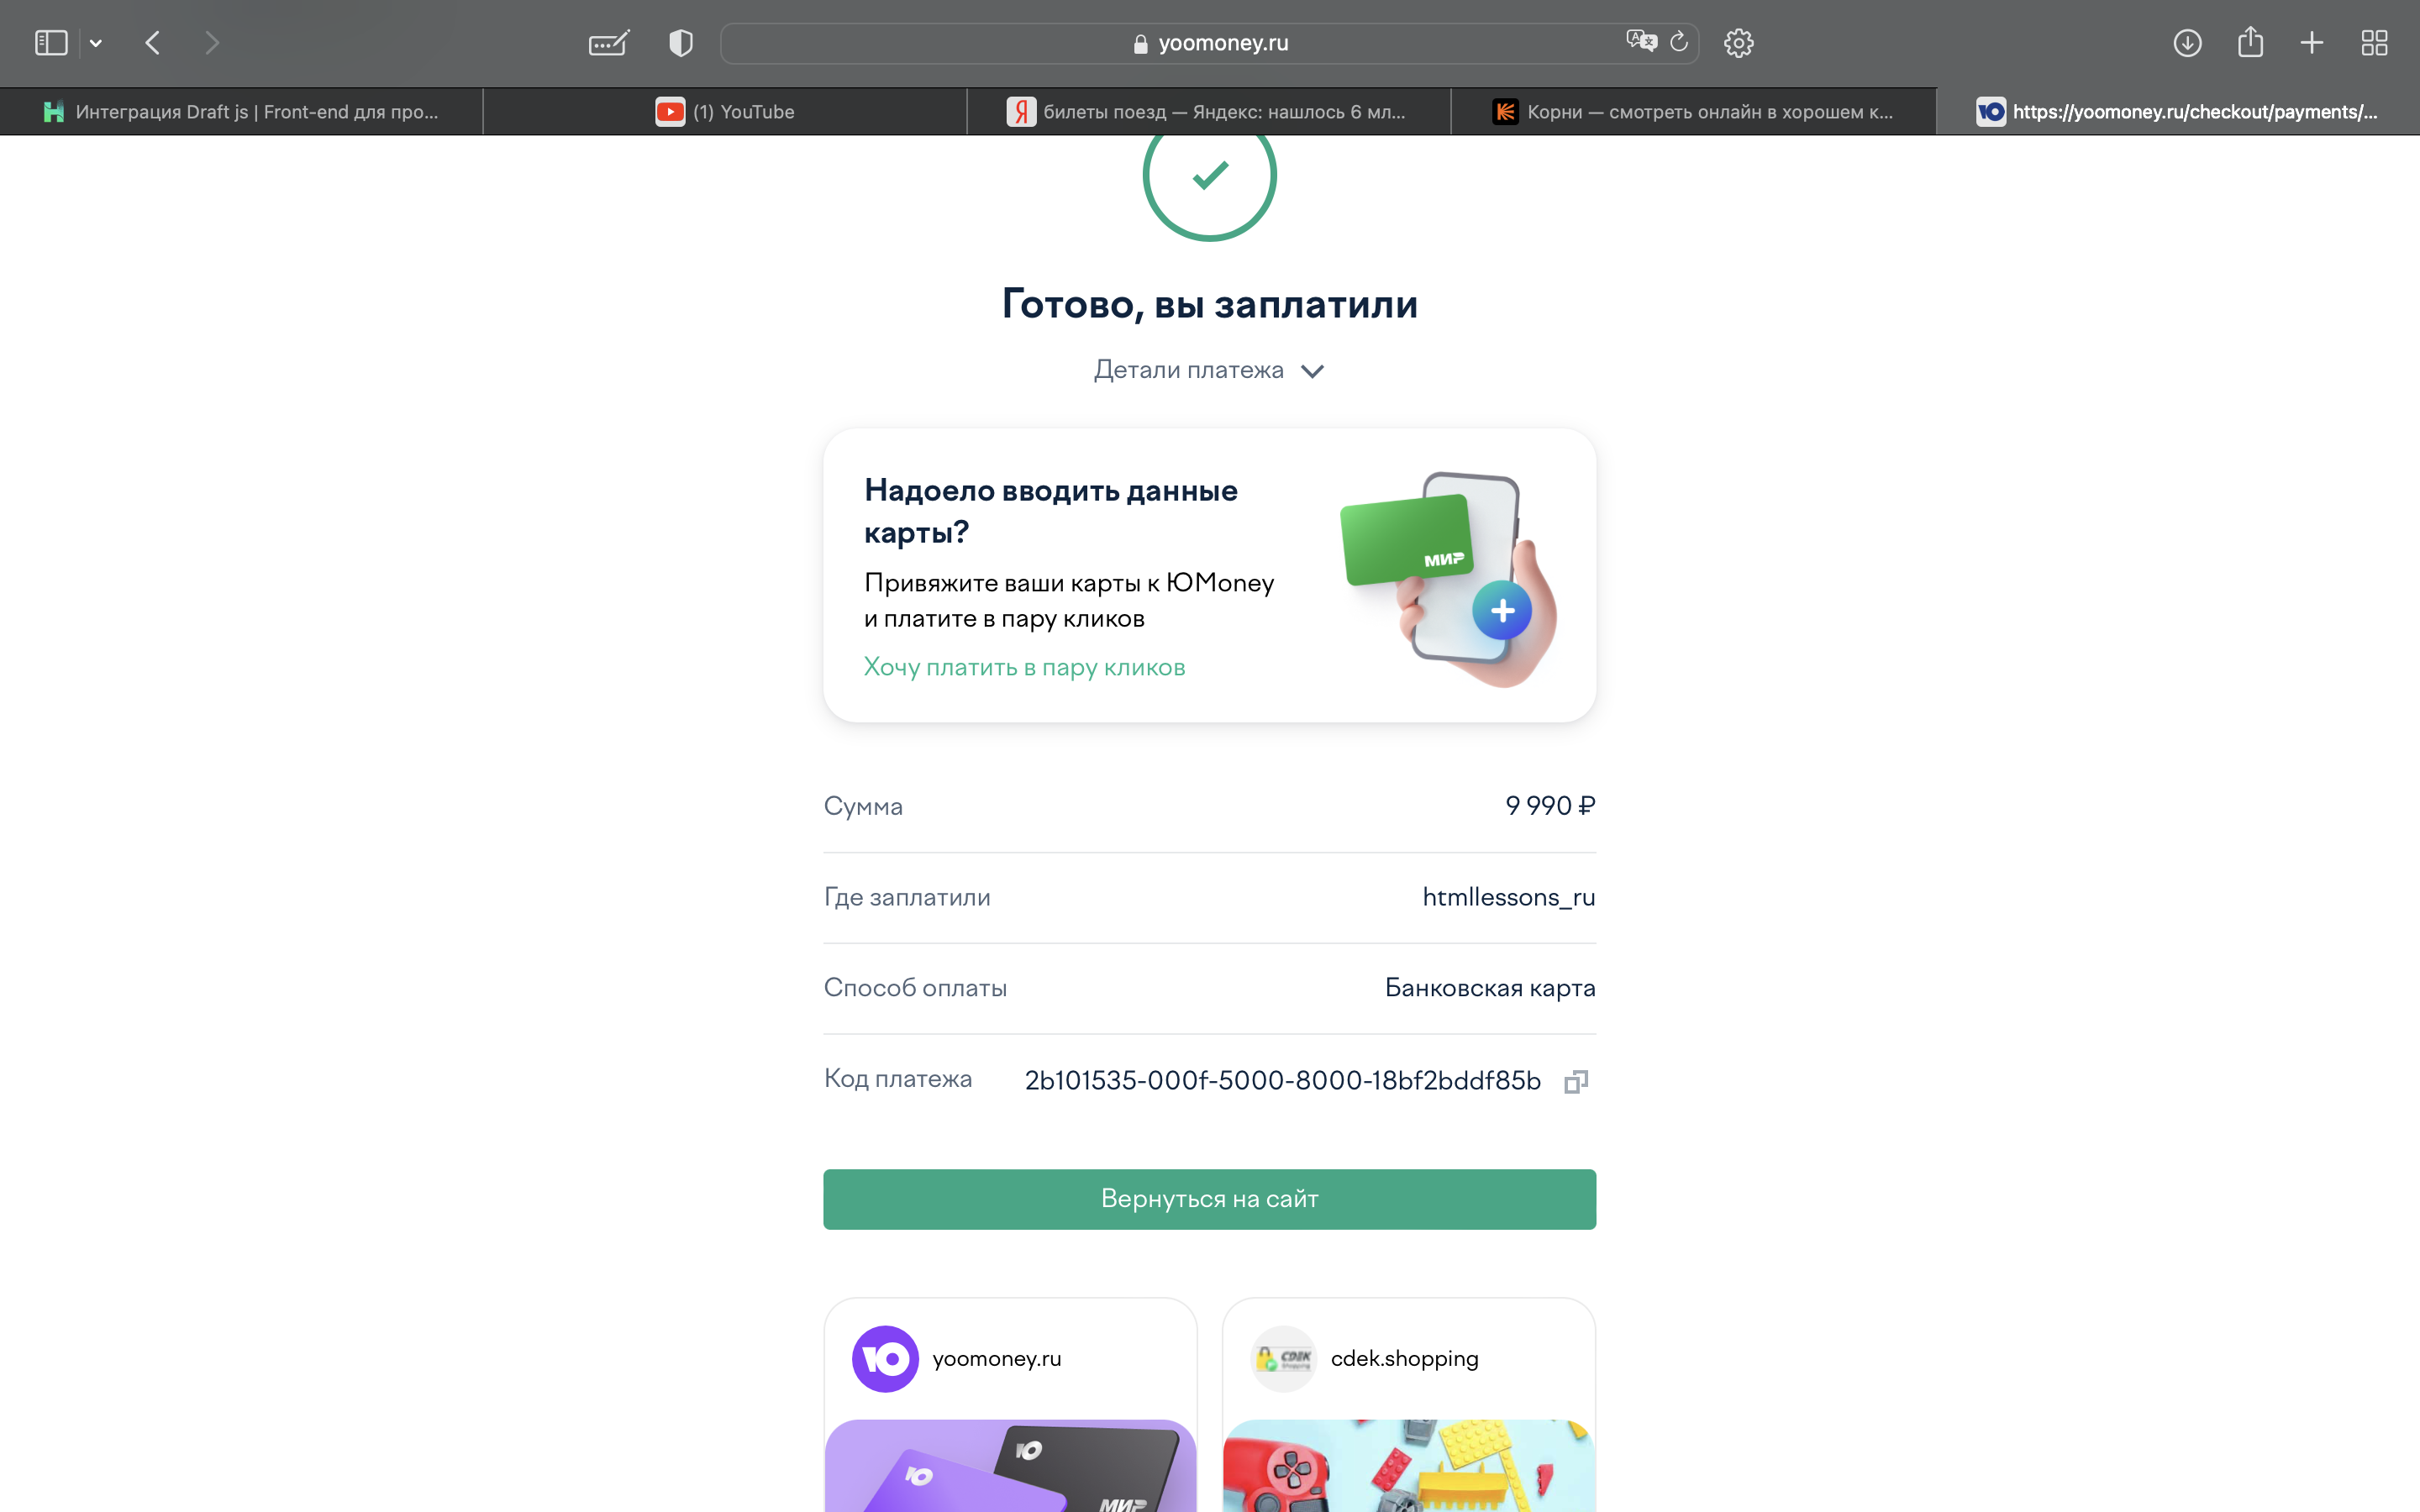 yoomoney.ru
Интеграция Draft js | Front-end для про...
(1) YouTube
билеты поезд — Яндекс: нашлось 6 мл...
Корни — смотреть онлайн в хорошем к...
https://yoomoney.ru/checkout/payments/...
Готово, вы заплатили
Детали платежа
Надоело вводить данные
карты?
Привяжите ваши карты к ЮMoney
и платите в пару кликов
Хочу платить в пару кликов
МИР
Сумма 9 990 ₽
Где заплатили htmllessons_ru
Способ оплаты Банковская карта
Код платежа 2b101535-000f-5000-8000-18bf2bddf85b
Вернуться на сайт
yoomoney.ru
CDEK
Shopping
cdek.shopping
МИР